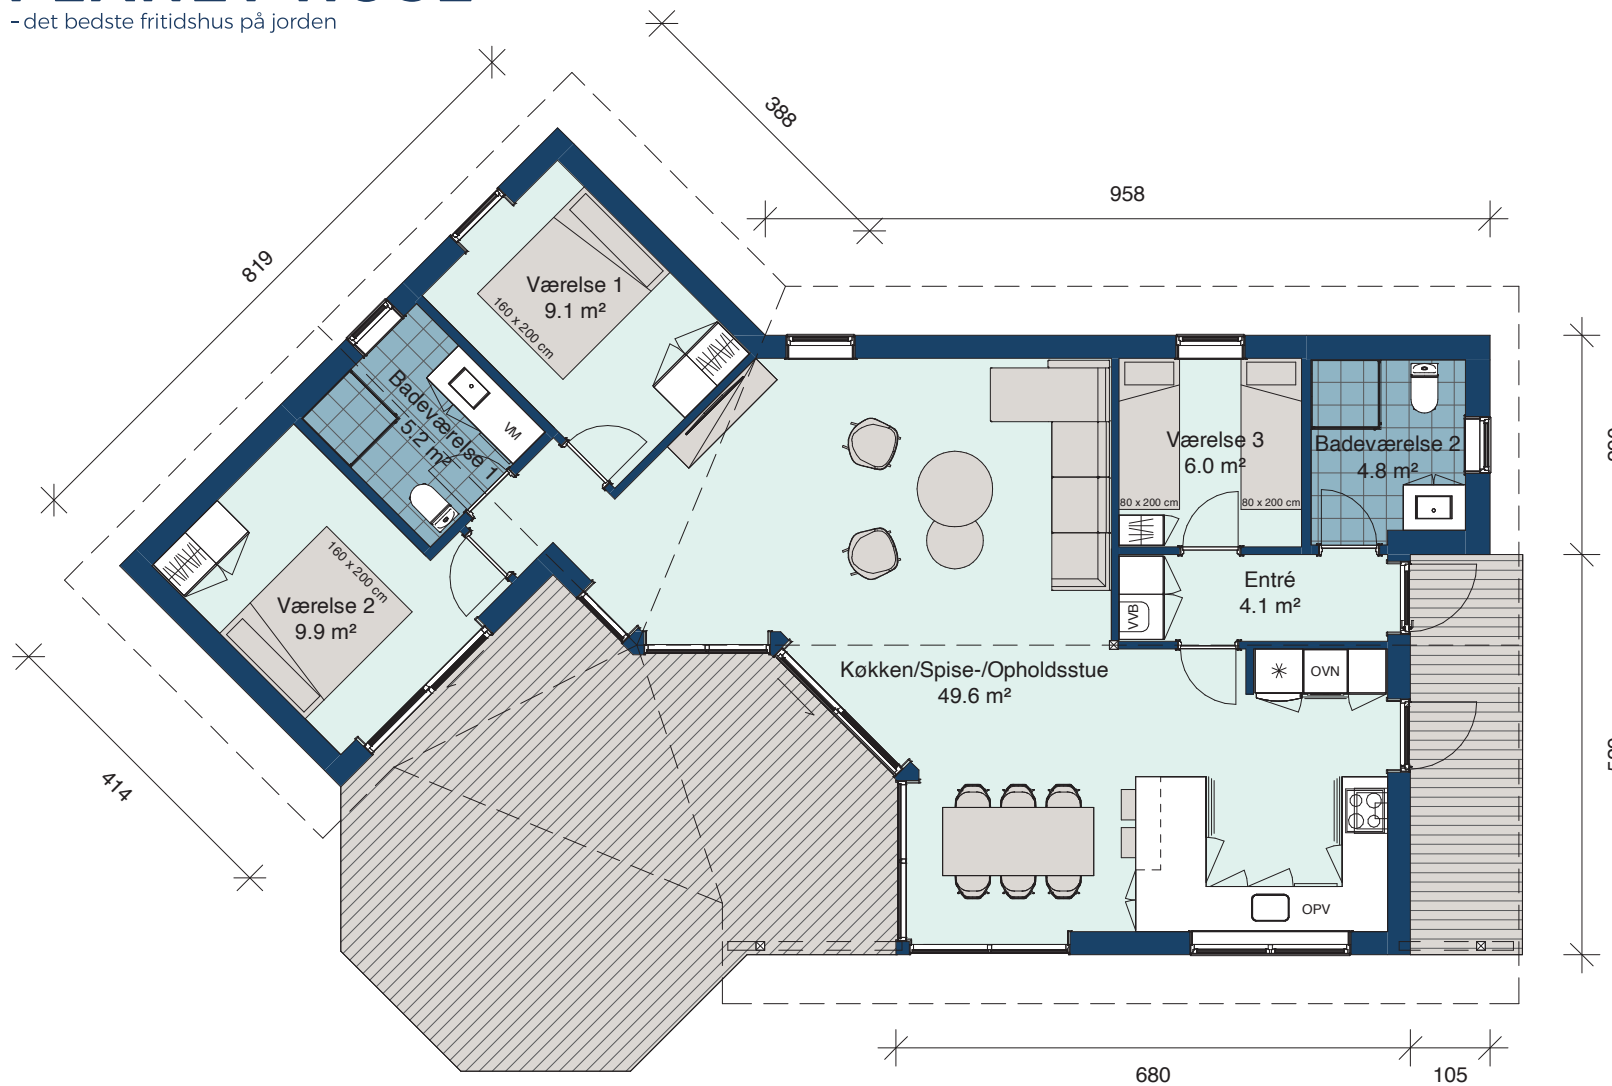 - det bedste fritidshus på jorden
388
958
819
Værelse 1
9.1 m²
160 x 200 cm
Badeværelse 1
5.2 m²
VM
Værelse 3
6.0 m²
80 x 200 cm
80 x 200 cm
Badeværelse 2
4.8 m²
160 x 200 cm
Værelse 2
9.9 m²
Entré
4.1 m²
VVB
Køkken/Spise-/Opholdsstue
49.6 m²
OVN
414
OPV
680
105